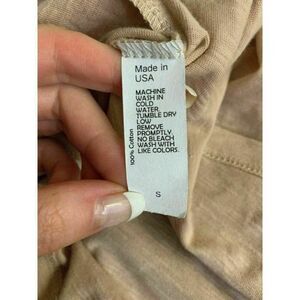 Made in
USA
MACHINE
WASH IN
COLD
WATER
TUMBLE DRY
LOW
REMOVE
PROMPTLY.
NO BLEACH
WASH WITH
LIKE COLORS.
100% Cotton
S